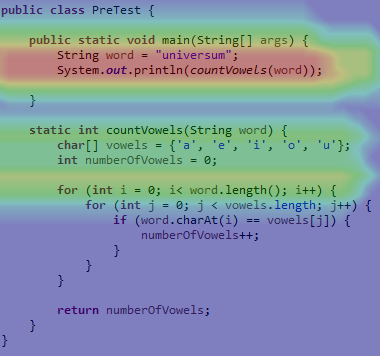 public class PreTest {
public static void main(String[] args) {
String word = "universum";
System.out.println(countVowels(word));
}
static int countVowels(String word) {
char[] vowels = {'a', 'e', 'i', 'o', 'u'};
int numberOfVowels = 0;
for (int i = 0; i< word.length(); i++) {
for (int j = 0; j < vowels.length; j++) {
if (word.charAt(i) == vowels[j]) {
numberOfVowels++;
}
}
}
return numberOfVowels;
}
}